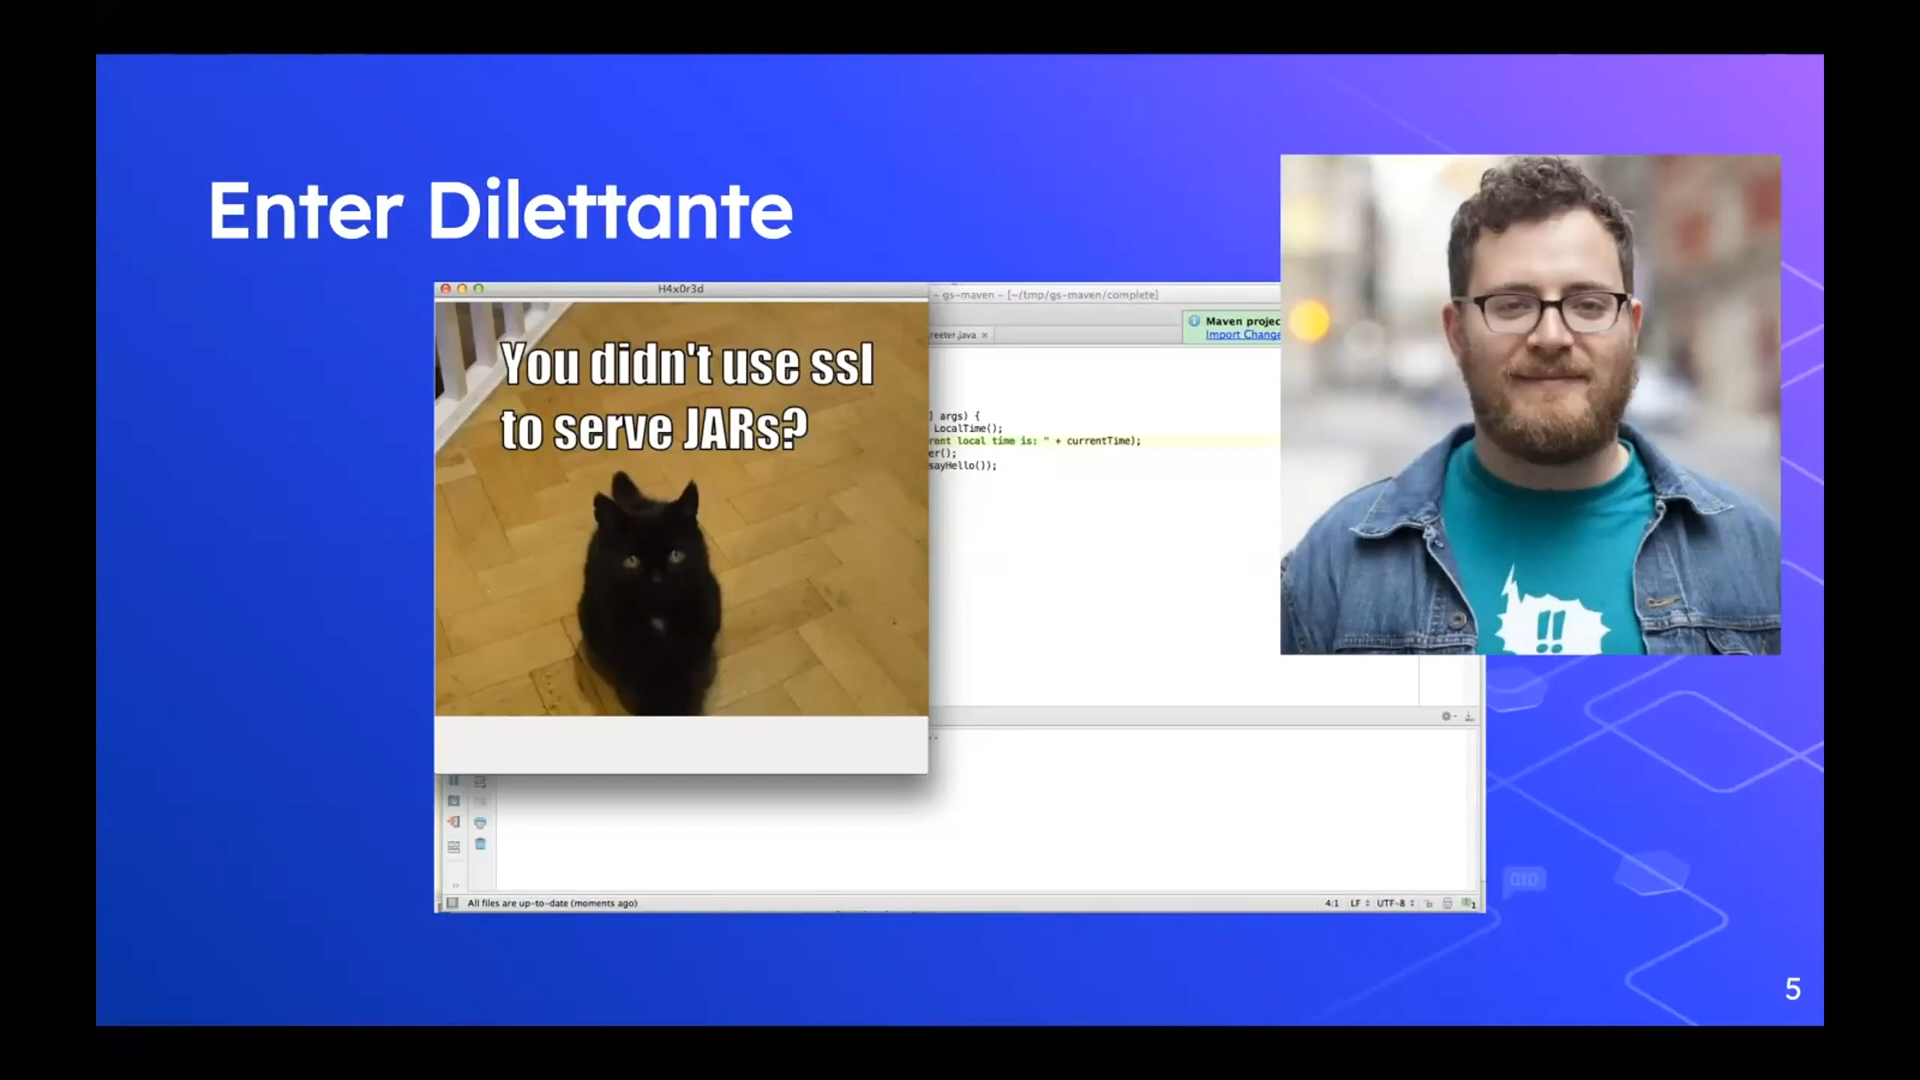 Enter Dilettante
H4x0r3d
You didn't use ssl
to serve JARs?
- gs-maven - [~/tmp/gs-maven/complete]
reeter.java
Maven projec
Import Change
] args) {
LocalTime();
rent local time is: " + currentTime);
er();
sayHello());
!!
010
All files are up-to-date (moments ago)
4:1 LF UTF-8
5